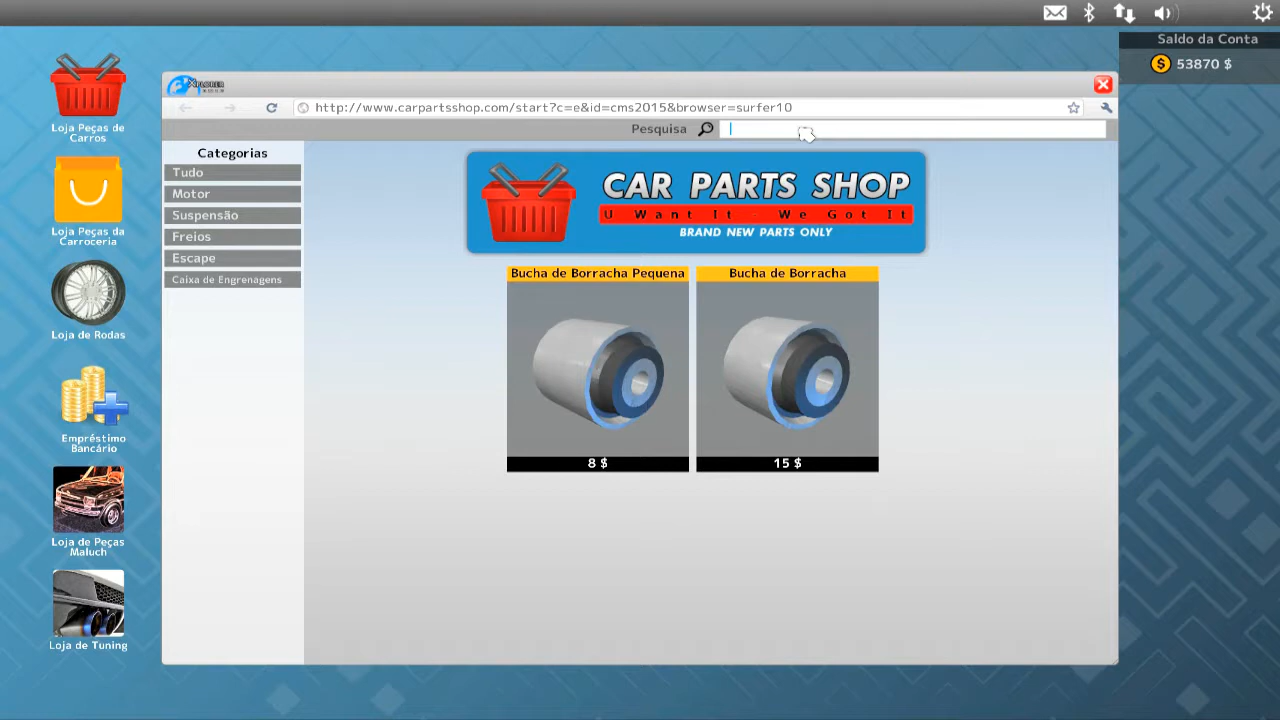 Saldo da Conta
53870 $
Loja Peças de
Carros
Loja Peças da
Carroceria
Loja de Rodas
Empréstimo
Bancário
Loja de Peças
Maluch
Loja de Tuning
http://www.carpartsshop.com/start?c=e&id=cms2015&browser=surfer10
Pesquisa
Categorias
Tudo
Motor
Suspensão
Freios
Escape
Caixa de Engrenagens
CAR PARTS SHOP
U Want It - We Got It
BRAND NEW PARTS ONLY
Bucha de Borracha Pequena
8 $
Bucha de Borracha
15 $